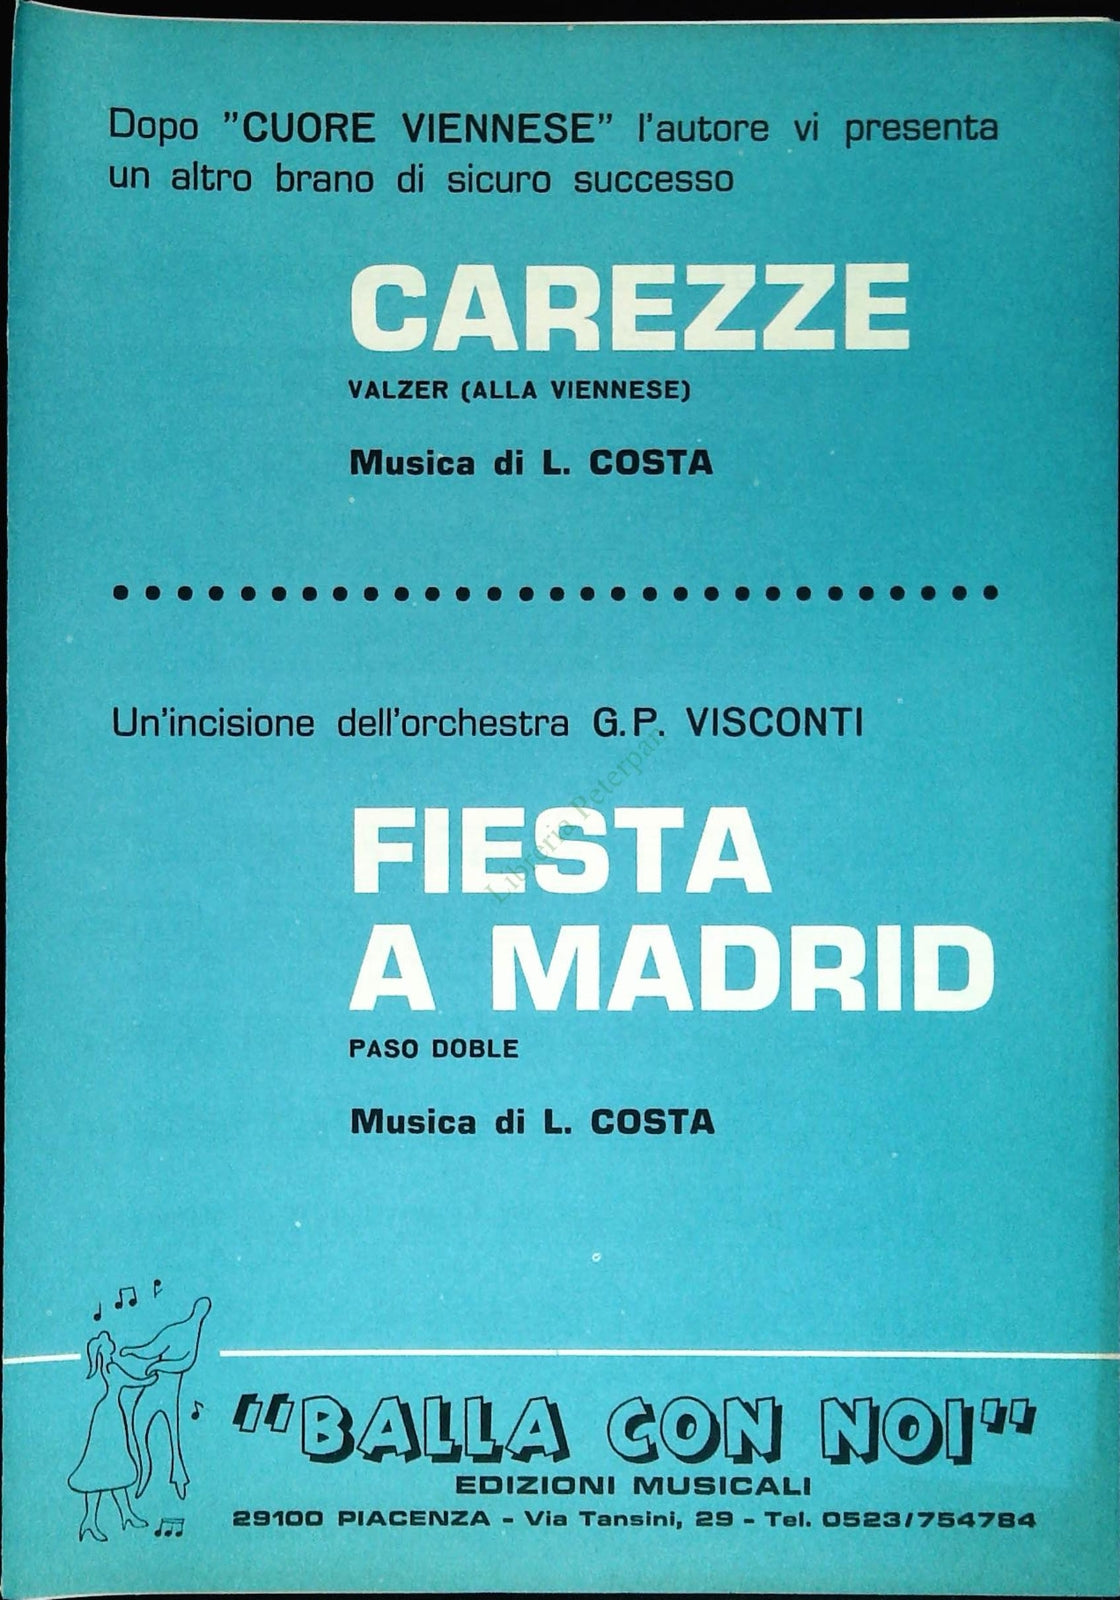 Dopo "CUORE VIENNESE" l'autore vi presenta
un altro brano di sicuro successo
CAREZZE
VALZER (ALLA VIENNESE)
Musica di L. COSTA
Un'incisione dell'orchestra G.P. VISCONTI
Libreria Peterpan
FIESTA
A MADRID
PASO DOBLE
Musica di L. COSTA
"BALLA CON NOI"
EDIZIONI MUSICALI
29100 PIACENZA - Via Tansini, 29 - Tel. 0523/754784